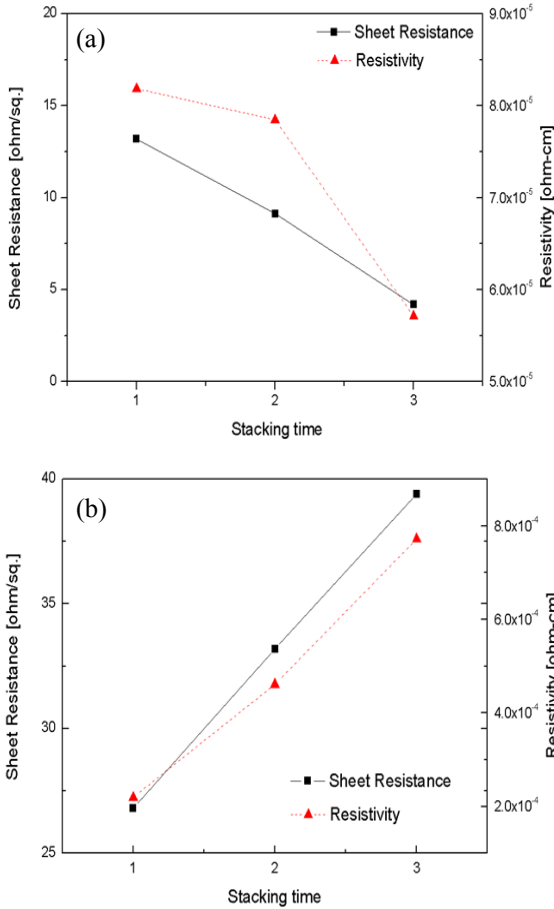 (a)
Sheet Resistance
Resistivity
Sheet Resistance [ohm/sq.]
20
15
10
5
0
9.0x10⁻⁵
8.0x10⁻⁵
7.0x10⁻⁵
6.0x10⁻⁵
5.0x10⁻⁵
Resistivity [ohm-cm]
1 2 3
Stacking time
(b)
Sheet Resistance [ohm/sq.]
40
35
30
25
8.0x10⁻⁴
6.0x10⁻⁴
4.0x10⁻⁴
2.0x10⁻⁴
Resistivity [ohm-cm]
Sheet Resistance
Resistivity
1 2 3
Stacking time